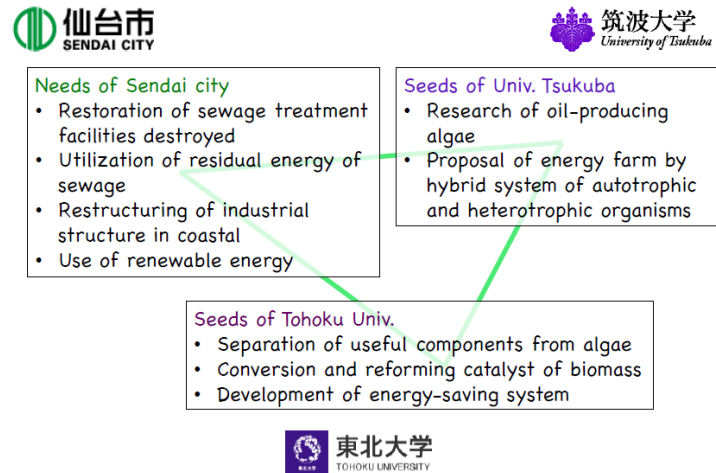 仙台市
SENDAI CITY
筑波大学
University of Tsukuba
Needs of Sendai city
• Restoration of sewage treatment
facilities destroyed
• Utilization of residual energy of
sewage
• Restructuring of industrial
structure in coastal
• Use of renewable energy
Seeds of Univ. Tsukuba
• Research of oil-producing
algae
• Proposal of energy farm by
hybrid system of autotrophic
and heterotrophic organisms
Seeds of Tohoku Univ.
• Separation of useful components from algae
• Conversion and reforming catalyst of biomass
• Development of energy-saving system
東北大学
TOHOKU UNIVERSITY